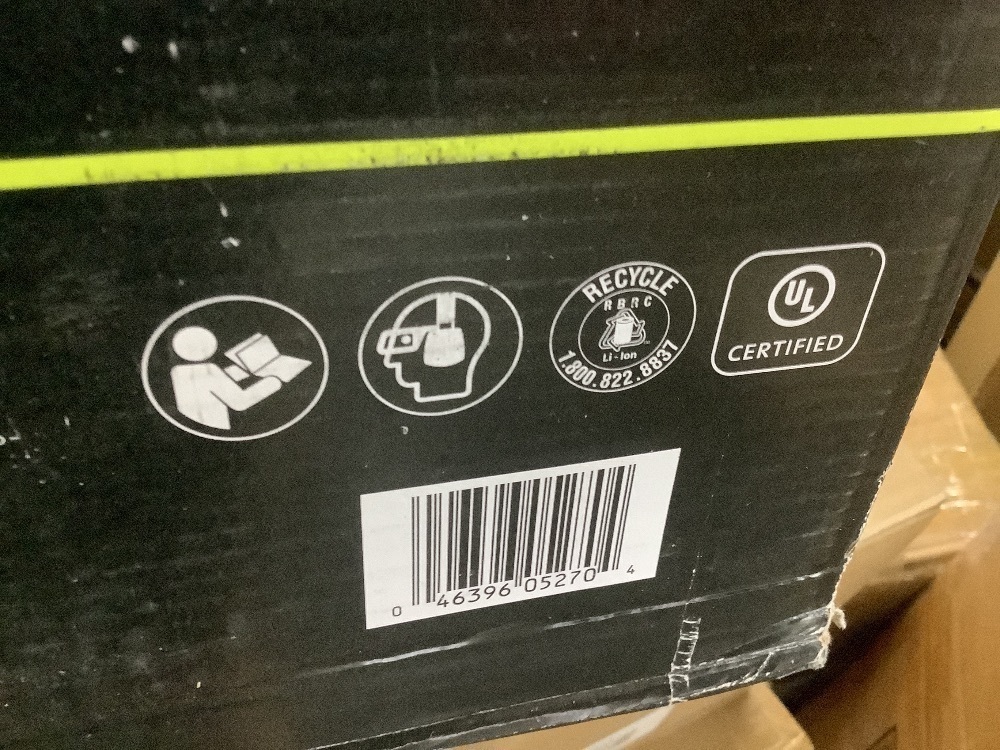 RECYCLE
RBRC
Li-Ion
1.800.822.8837
UL
CERTIFIED
0 46396 05270 4